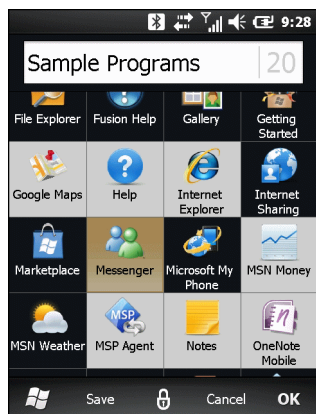 9:28
Sample Programs 20
File Explorer Fusion Help Gallery Getting
Started
Google Maps Help Internet Internet
Explorer Sharing
Marketplace Messenger Microsoft My MSN Money
Phone
MSP
MSN Weather MSP Agent Notes OneNote
Mobile
Save Cancel OK